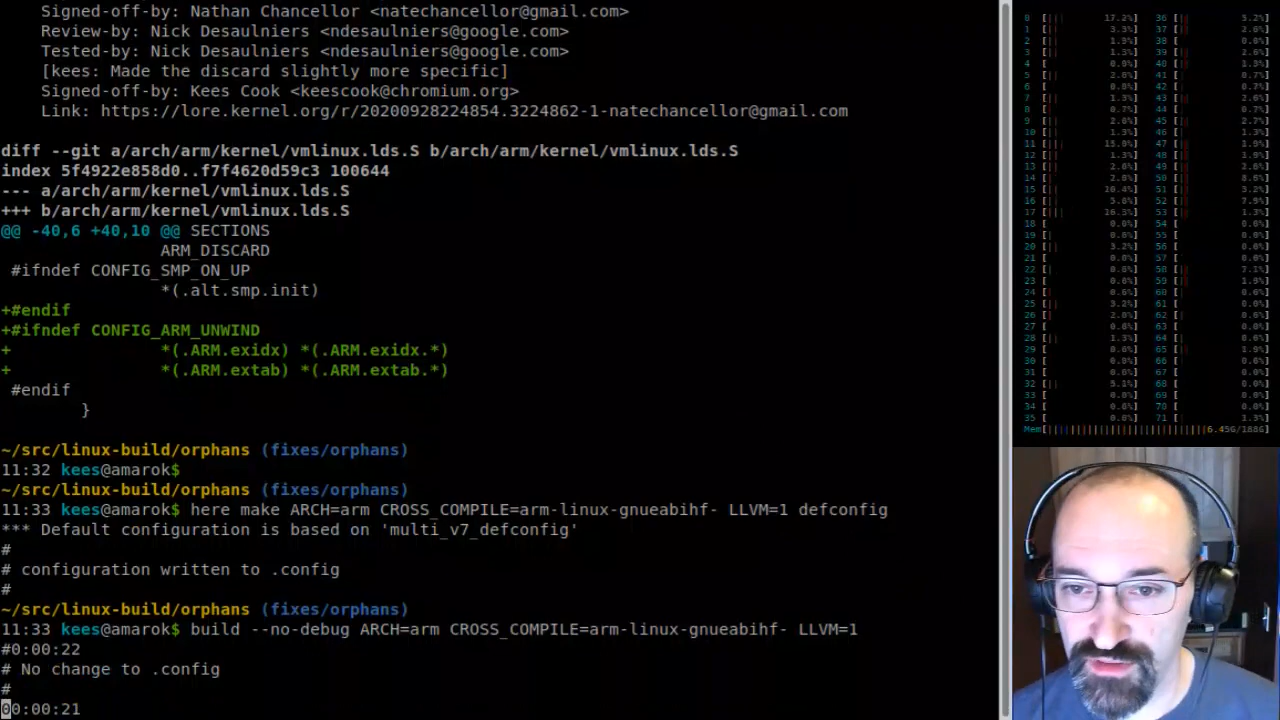 Signed-off-by: Nathan Chancellor <natechancellor@gmail.com>
Review-by: Nick Desaulniers <ndesaulniers@google.com>
Tested-by: Nick Desaulniers <ndesaulniers@google.com>
[kees: Made the discard slightly more specific]
Signed-off-by: Kees Cook <keescook@chromium.org>
Link: https://lore.kernel.org/r/20200928224854.3224862-1-natechancellor@gmail.com
diff --git a/arch/arm/kernel/vmlinux.lds.S b/arch/arm/kernel/vmlinux.lds.S
index 5f4922e858d0..f7f4620d59c3 100644
--- a/arch/arm/kernel/vmlinux.lds.S
+++ b/arch/arm/kernel/vmlinux.lds.S
@@ -40,6 +40,10 @@ SECTIONS
ARM_DISCARD
#ifndef CONFIG_SMP_ON_UP
*(.alt.smp.init)
+#endif
+#ifndef CONFIG_ARM_UNWIND
+ *(.ARM.exidx) *(.ARM.exidx.*)
+ *(.ARM.extab) *(.ARM.extab.*)
#endif
}
~/src/linux-build/orphans (fixes/orphans)
11:32 kees@amarok$
~/src/linux-build/orphans (fixes/orphans)
11:33 kees@amarok$ here make ARCH=arm CROSS_COMPILE=arm-linux-gnueabihf- LLVM=1 defconfig
*** Default configuration is based on 'multi_v7_defconfig'
#
# configuration written to .config
#
~/src/linux-build/orphans (fixes/orphans)
11:33 kees@amarok$ build --no-debug ARCH=arm CROSS_COMPILE=arm-linux-gnueabihf- LLVM=1
#0:00:22
# No change to .config
#
00:00:21